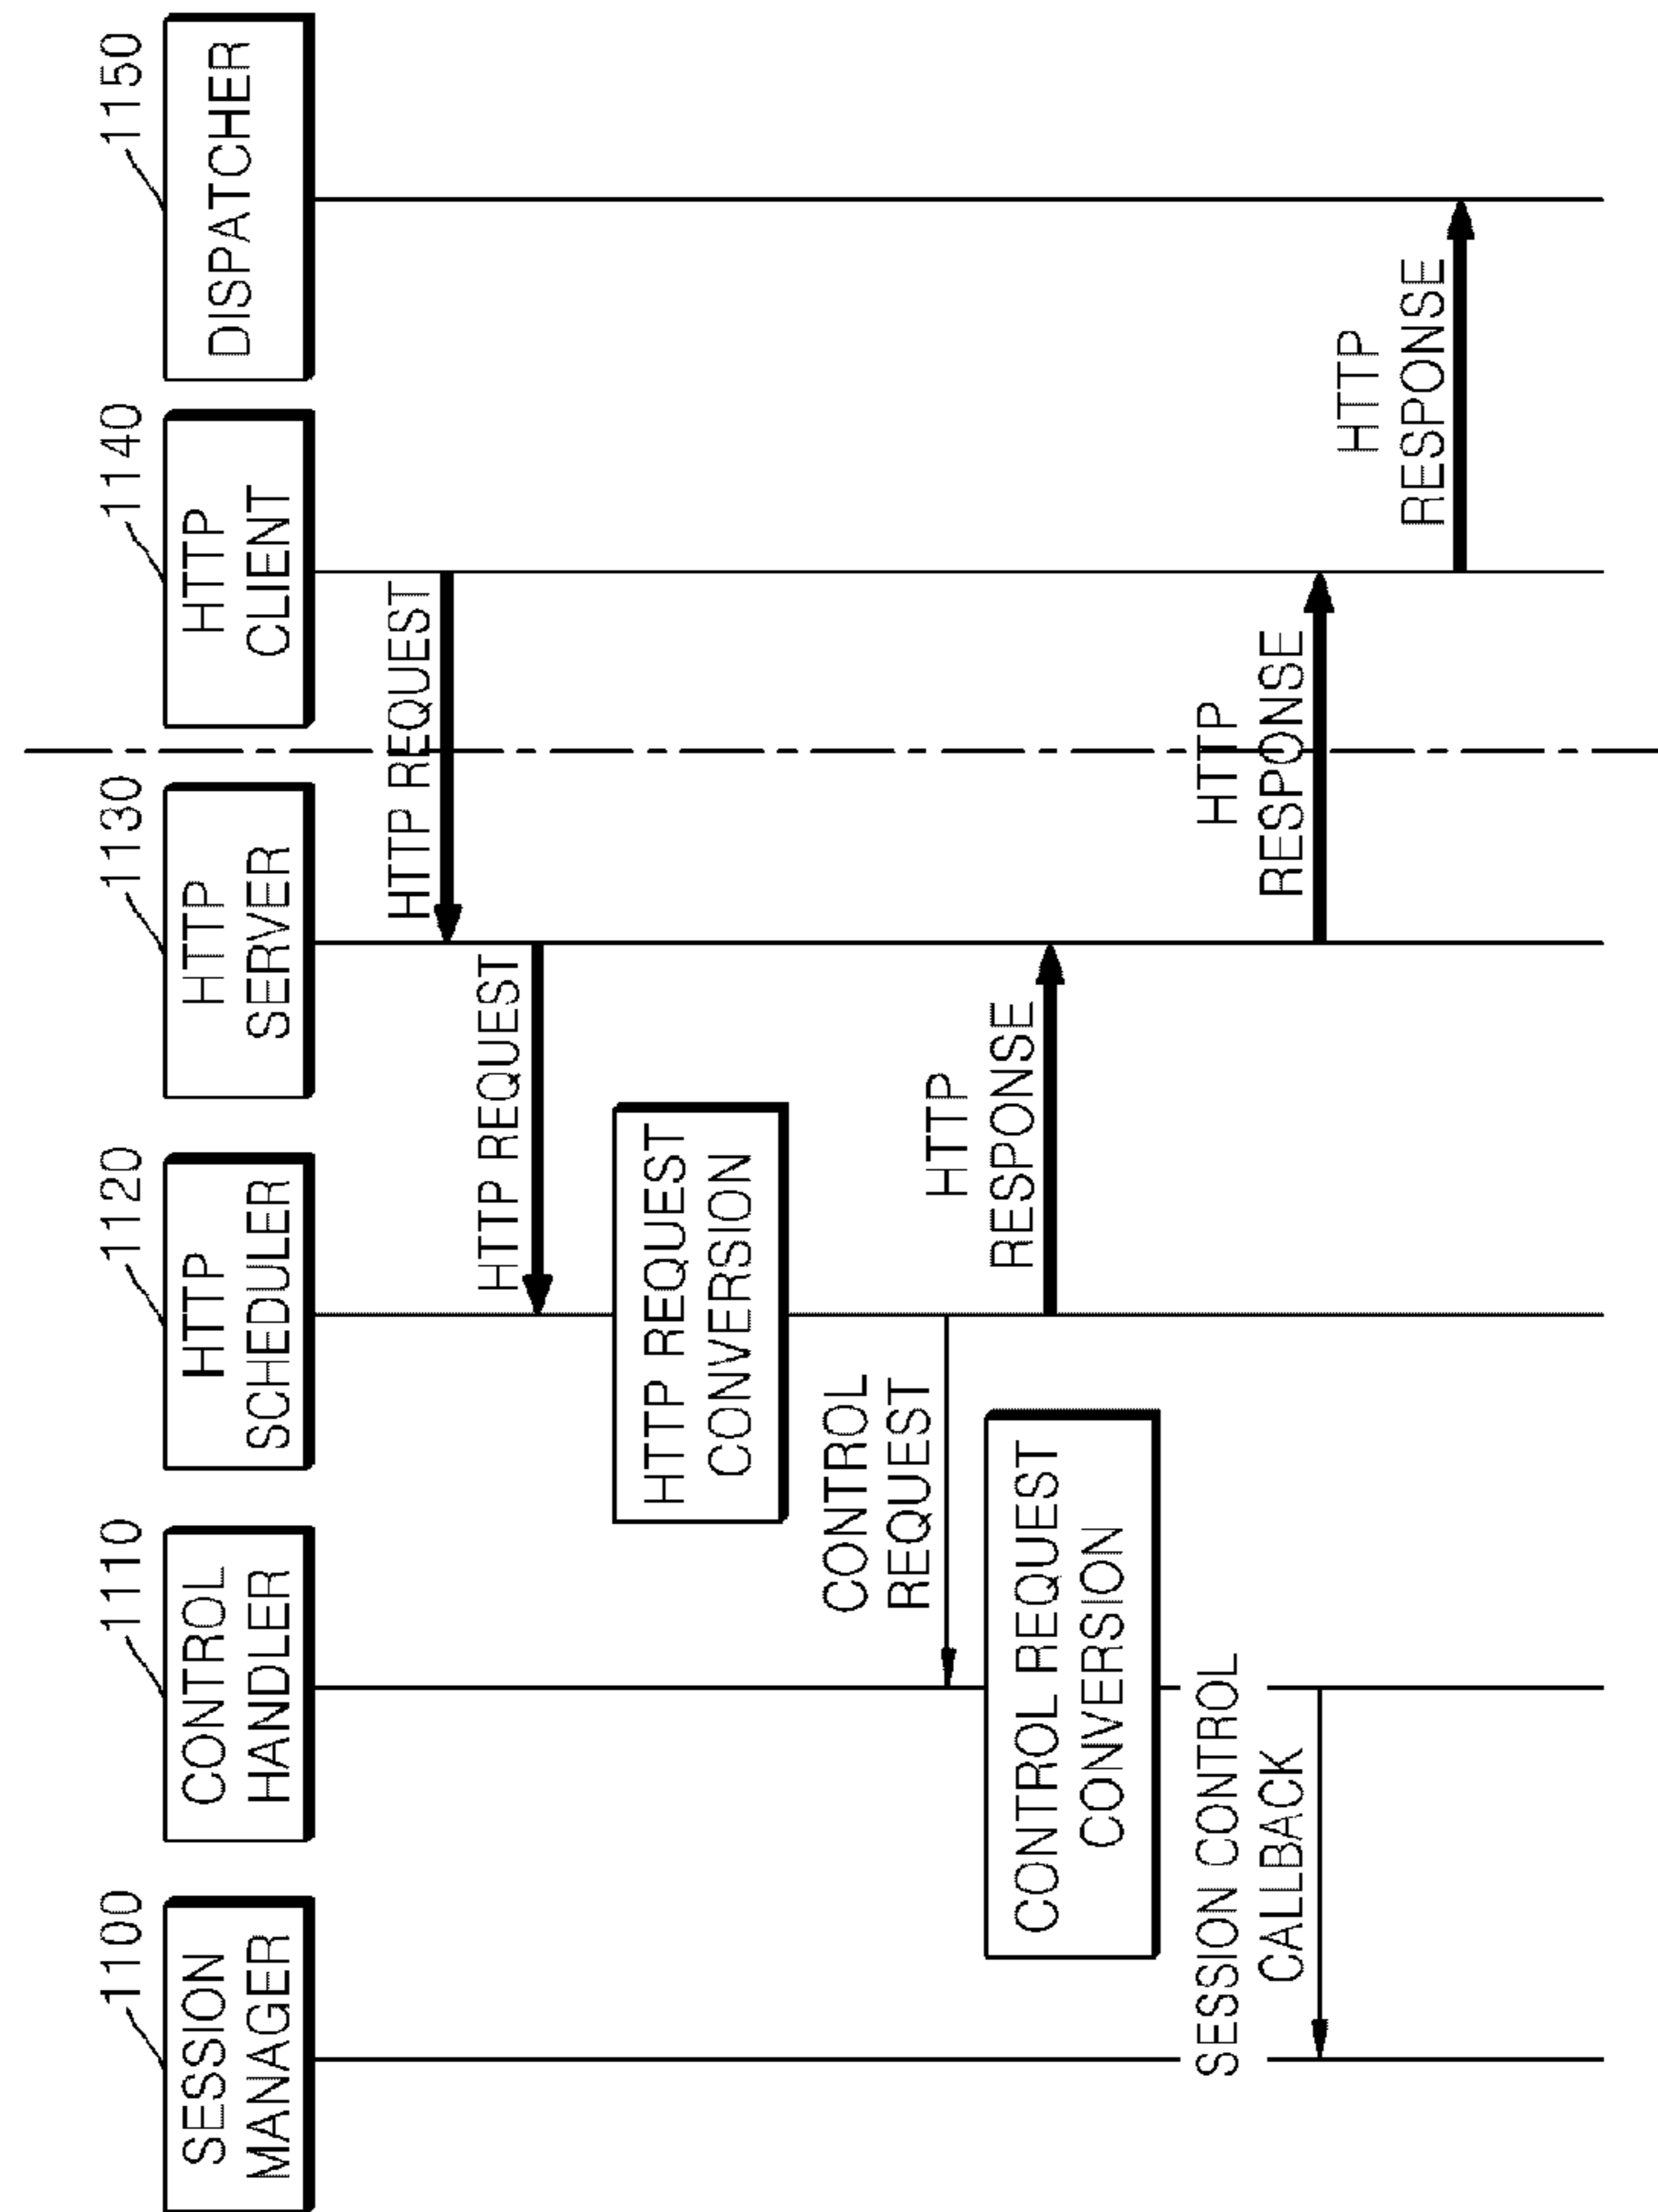 1100
SESSION
MANAGER
1110
CONTROL
HANDLER
1120
HTTP
SCHEDULER
1130
HTTP
SERVER
1140
HTTP
CLIENT
1150
DISPATCHER
HTTP REQUEST
HTTP REQUEST
HTTP REQUEST
CONVERSION
CONTROL
REQUEST
HTTP
RESPONSE
CONTROL REQUEST
CONVERSION
SESSION CONTROL
CALLBACK
HTTP
RESPONSE
HTTP
RESPONSE